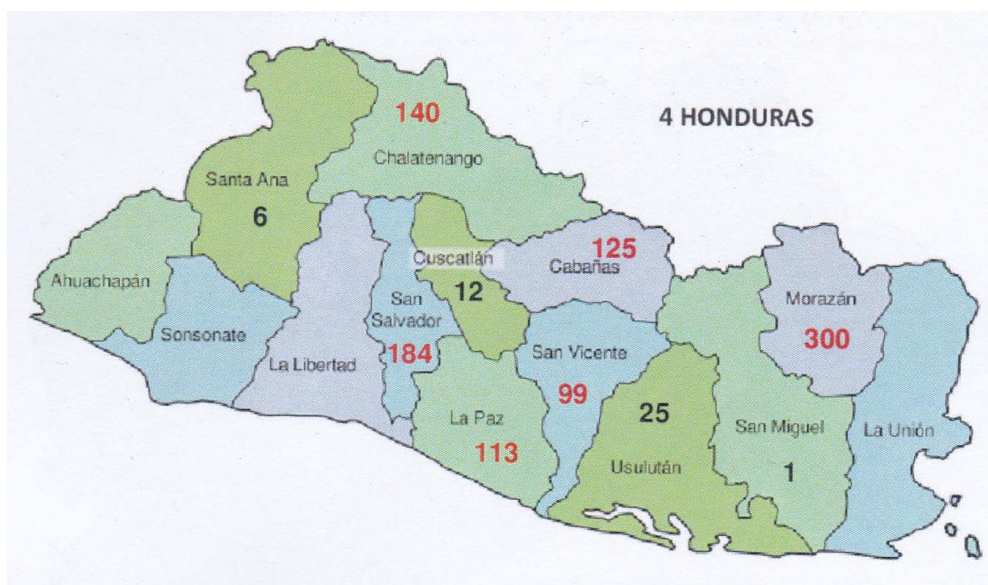 140
4 HONDURAS
Chalatenango
Santa Ana
6
125
Cuscatlán
Cabañas
Ahuachapán
12
San
Salvador
Morazán
Sonsonate
300
184
San Vicente
La Libertad
99
25
La Paz
San Miguel
La Unión
113
Usulután
1